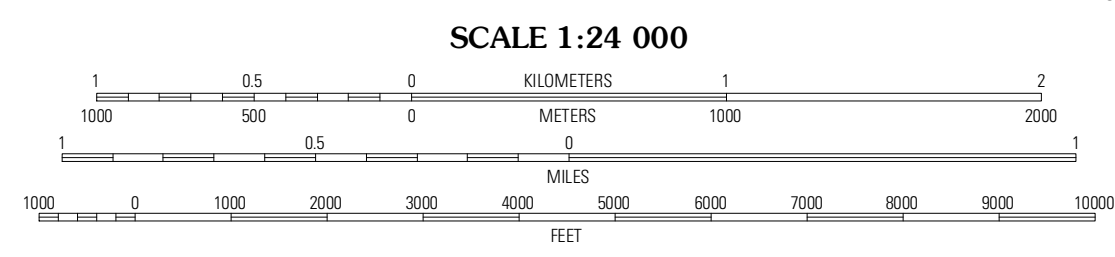 SCALE 1:24 000
1 0.5 0 KILOMETERS 1 2
1000 500 0 METERS 1000 2000
1 0.5 0 1
MILES
1000 0 1000 2000 3000 4000 5000 6000 7000 8000 9000 10000
FEET